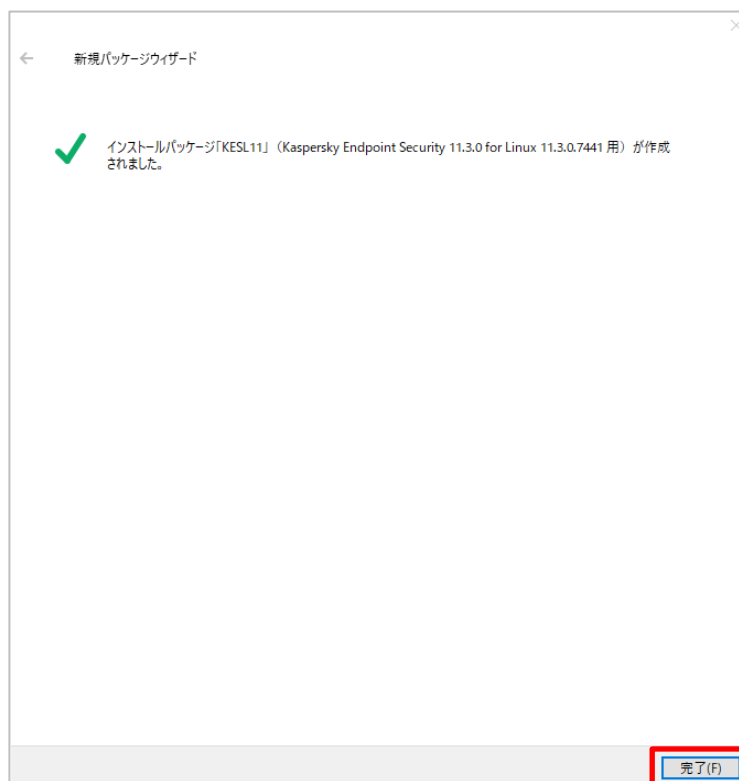 新規パッケージウィザード
インストールパッケージ「KESL11」（Kaspersky Endpoint Security 11.3.0 for Linux 11.3.0.7441 用）が作成
されました。
完了(F)